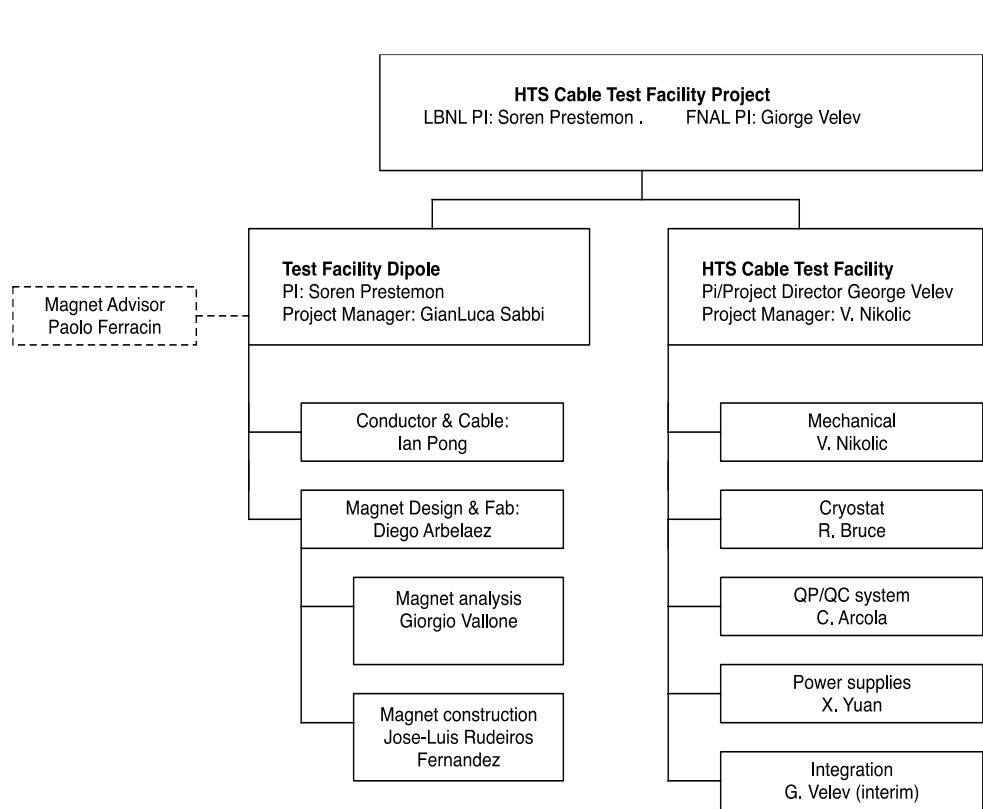 HTS Cable Test Facility Project
LBNL PI: Soren Prestemon . FNAL PI: Giorge Velev
Test Facility Dipole
PI: Soren Prestemon
Project Manager: GianLuca Sabbi
HTS Cable Test Facility
Pi/Project Director George Velev
Project Manager: V. Nikolic
Magnet Advisor
Paolo Ferracin
Conductor & Cable:
Ian Pong
Magnet Design & Fab:
Diego Arbelaez
Magnet analysis
Giorgio Vallone
Magnet construction
Jose-Luis Rudeiros
Fernandez
Mechanical
V. Nikolic
Cryostat
R. Bruce
QP/QC system
C. Arcola
Power supplies
X. Yuan
Integration
G. Velev (interim)